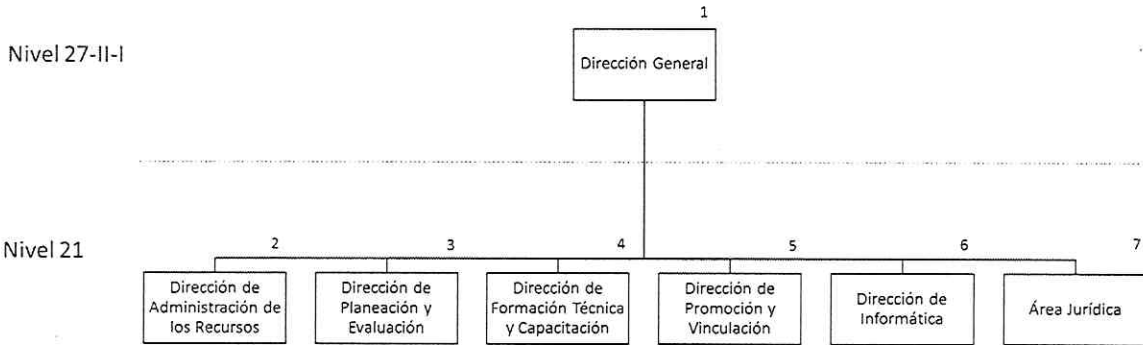 1
Nivel 27-II-I
Dirección General
Nivel 21
2
3
4
5
6
7
Dirección de
Administración de
los Recursos
Dirección de
Planeación y
Evaluación
Dirección de
Formación Técnica
y Capacitación
Dirección de
Promoción y
Vinculación
Dirección de
Informática
Área Jurídica